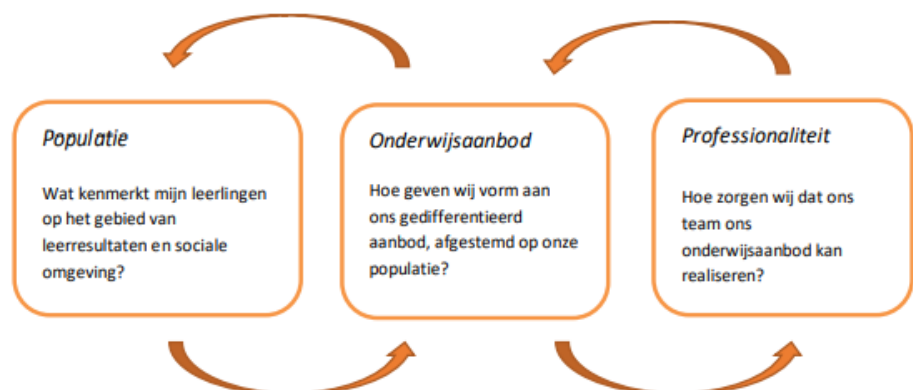 Populatie
Wat kenmerkt mijn leerlingen
op het gebied van
leerresultaten en sociale
omgeving?
Onderwijsaanbod
Hoe geven wij vorm aan
ons gedifferentieerd
aanbod, afgestemd op onze
populatie?
Professionaliteit
Hoe zorgen wij dat ons
team ons
onderwijsaanbod kan
realiseren?